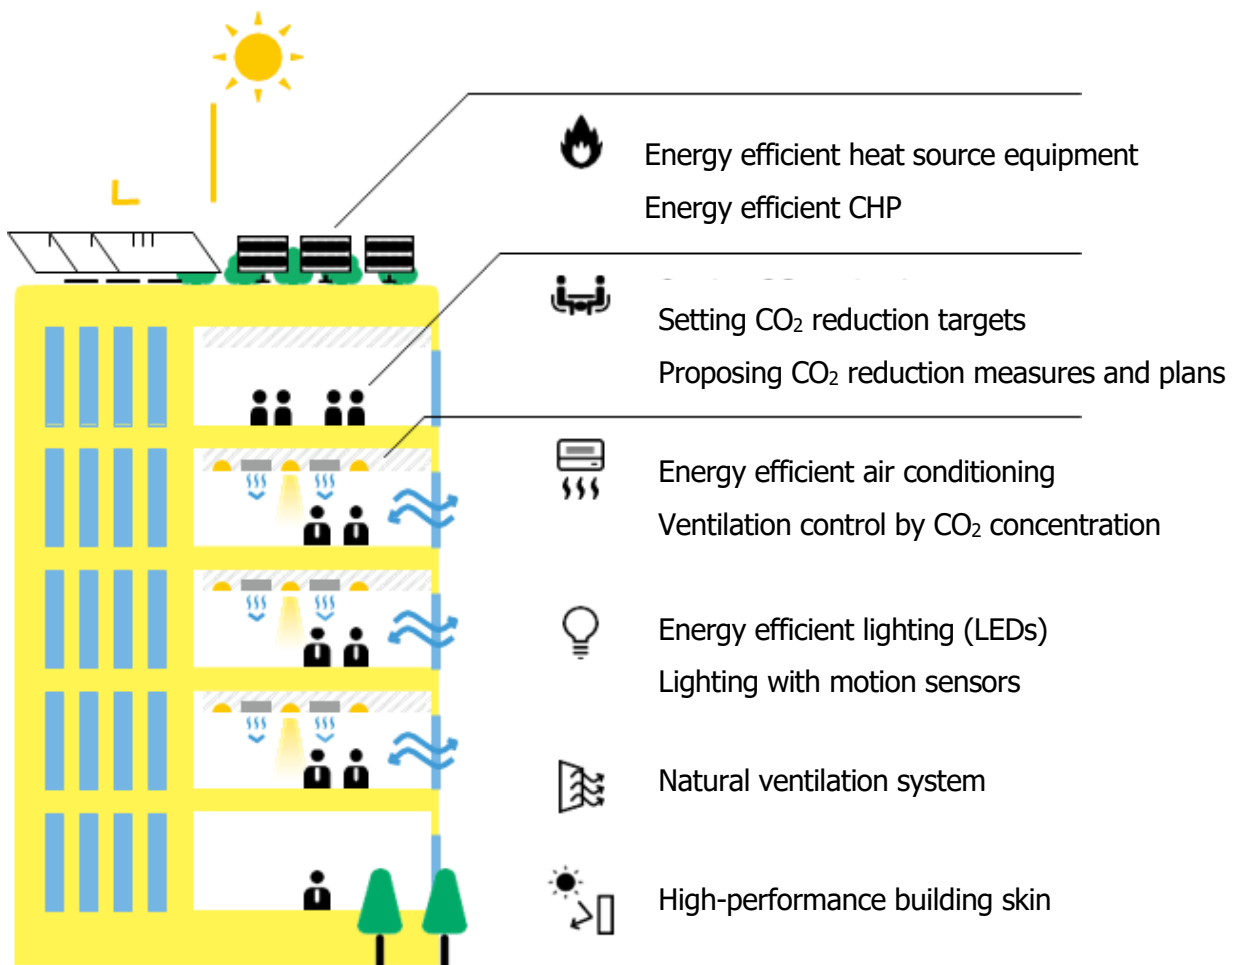 Energy efficient heat source equipment
Energy efficient CHP
Setting CO₂ reduction targets
Proposing CO₂ reduction measures and plans
Energy efficient air conditioning
Ventilation control by CO₂ concentration
Energy efficient lighting (LEDs)
Lighting with motion sensors
Natural ventilation system
High-performance building skin